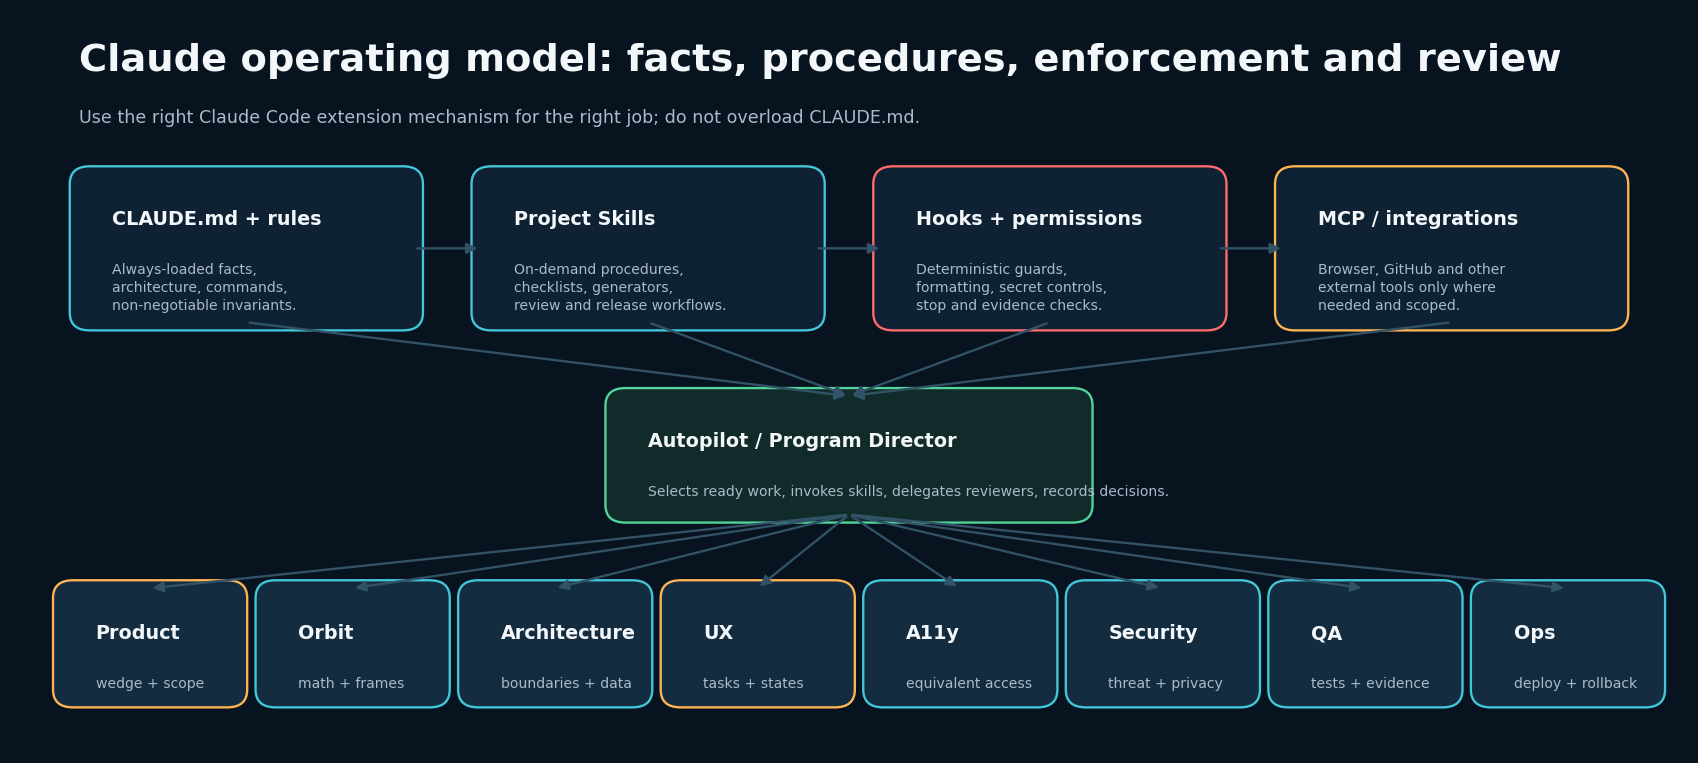 Claude operating model: facts, procedures, enforcement and review
Use the right Claude Code extension mechanism for the right job; do not overload CLAUDE.md.
CLAUDE.md + rules
Always-loaded facts,
architecture, commands,
non-negotiable invariants.
Project Skills
On-demand procedures,
checklists, generators,
review and release workflows.
Hooks + permissions
Deterministic guards,
formatting, secret controls,
stop and evidence checks.
MCP / integrations
Browser, GitHub and other
external tools only where
needed and scoped.
Autopilot / Program Director
Selects ready work, invokes skills, delegates reviewers, records decisions.
Product
wedge + scope
Orbit
math + frames
Architecture
boundaries + data
UX
tasks + states
A11y
equivalent access
Security
threat + privacy
QA
tests + evidence
Ops
deploy + rollback